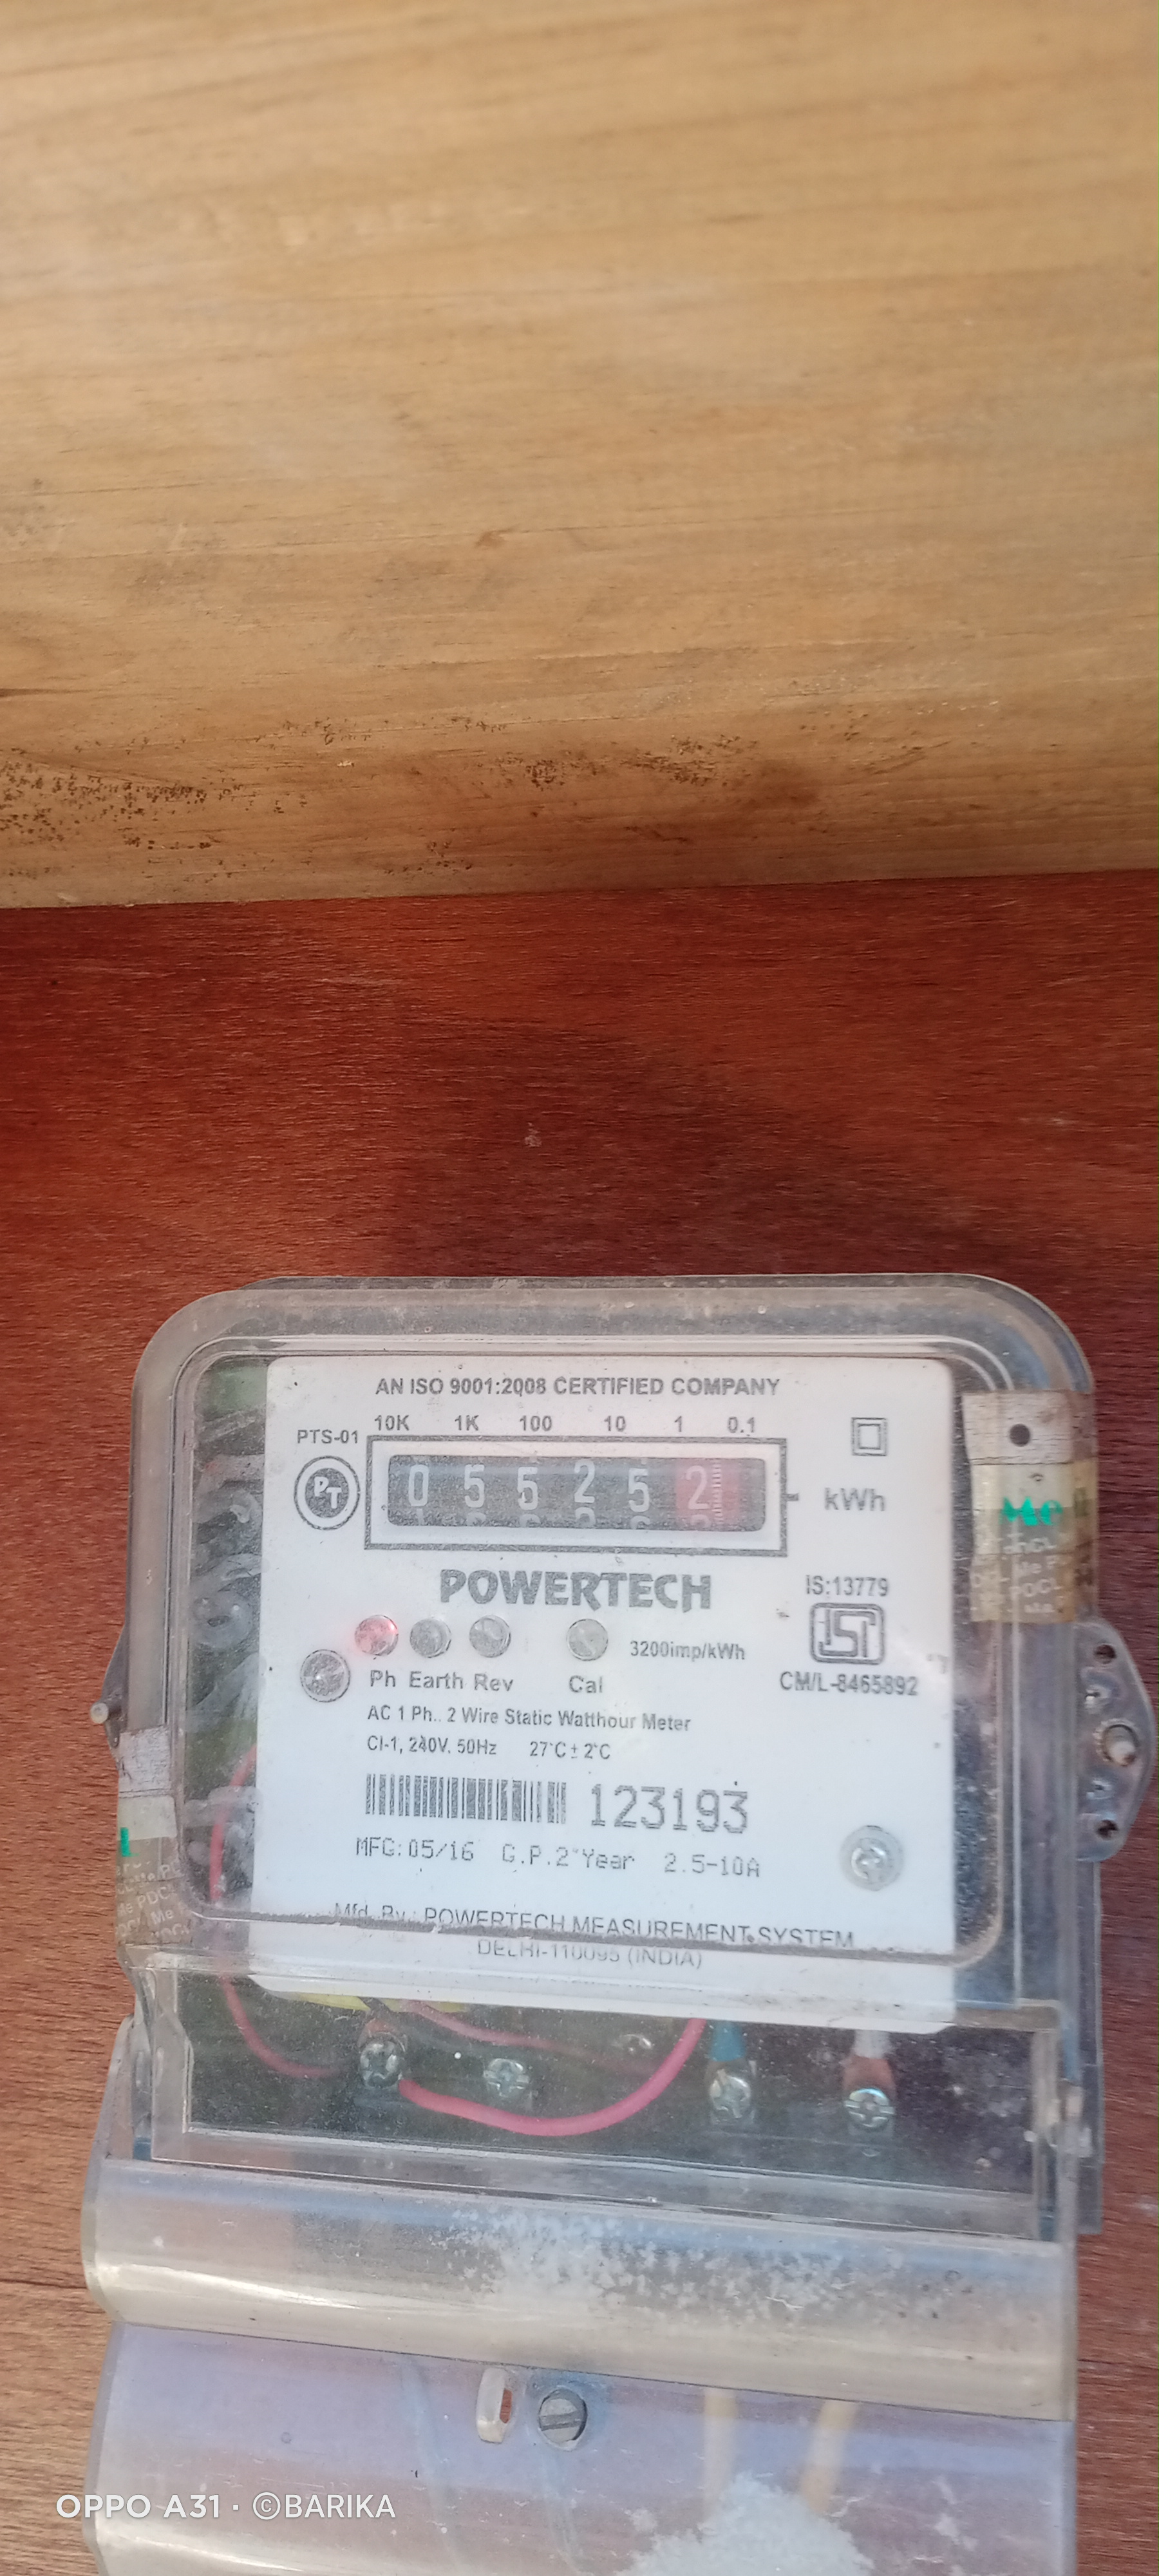 AN ISO 9001:2008 CERTIFIED COMPANY
10K 1K 100 10 1 0.1
PTS-01
PT
0 5 5 2 5 2
kWh
POWERTECH
IS:13779
ISI
3200imp/kWh
Ph Earth Rev Cal
CM/L-8465892
AC 1 Ph.. 2 Wire Static Watthour Meter
Cl-1, 240V. 50Hz 27°C ± 2°C
123193
MFG:05/16 G.P.2 Year 2.5-10A
Mfd. By.: POWERTECH MEASUREMENT SYSTEM
DELHI-110095 (INDIA)
OPPO A31 · ©BARIKA